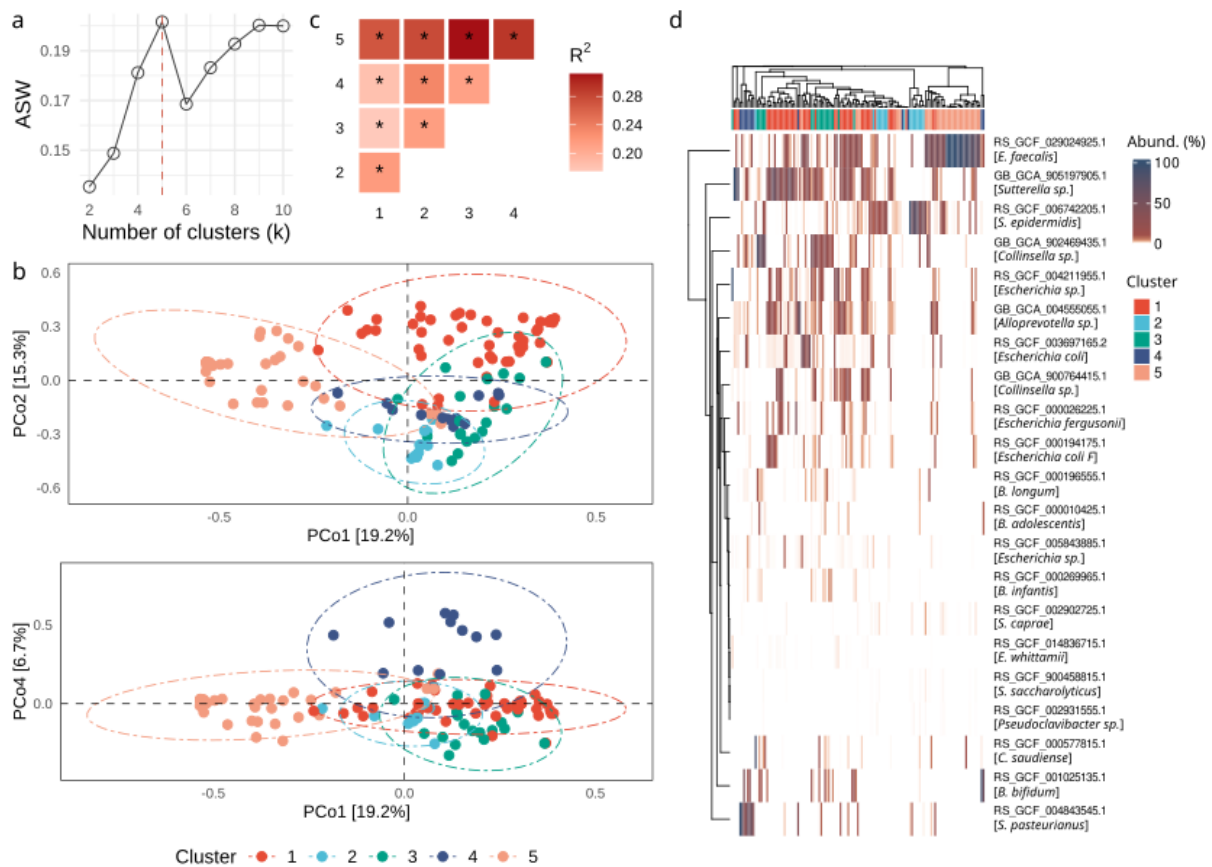 a
0.19
0.17
0.15
ASW
2 4 6 8 10
Number of clusters (k)
c
5 * * * *
4 * * *
3 * *
2 *
1 2 3 4
R2
0.28
0.24
0.20
b
0.6
0.3
0.0
-0.3
-0.6
PCo2 [15.3%]
-0.5 0.0 0.5
PCo1 [19.2%]
0.5
0.0
PCo4 [6.7%]
-0.5 0.0 0.5
PCo1 [19.2%]
Cluster 1 2 3 4 5
d
RS_GCF_029024925.1
[E. faecalis]
GB_GCA_905197905.1
[Sutterella sp.]
RS_GCF_006742205.1
[S. epidermidis]
GB_GCA_902469435.1
[Collinsella sp.]
RS_GCF_004211955.1
[Escherichia sp.]
GB_GCA_004555055.1
[Alloprevotella sp.]
RS_GCF_003697165.2
[Escherichia coli]
GB_GCA_900764415.1
[Collinsella sp.]
RS_GCF_000026225.1
[Escherichia fergusonii]
RS_GCF_000194175.1
[Escherichia coli F]
RS_GCF_000196555.1
[B. longum]
RS_GCF_000010425.1
[B. adolescentis]
RS_GCF_005843885.1
[Escherichia sp.]
RS_GCF_000269965.1
[B. infantis]
RS_GCF_002902725.1
[S. caprae]
RS_GCF_014836715.1
[E. whittamii]
RS_GCF_900458815.1
[S. saccharolyticus]
RS_GCF_002931555.1
[Pseudoclavibacter sp.]
RS_GCF_000577815.1
[C. saudiense]
RS_GCF_001025135.1
[B. bifidum]
RS_GCF_004843545.1
[S. pasteurianus]
Abund. (%)
100
50
0
Cluster
1
2
3
4
5